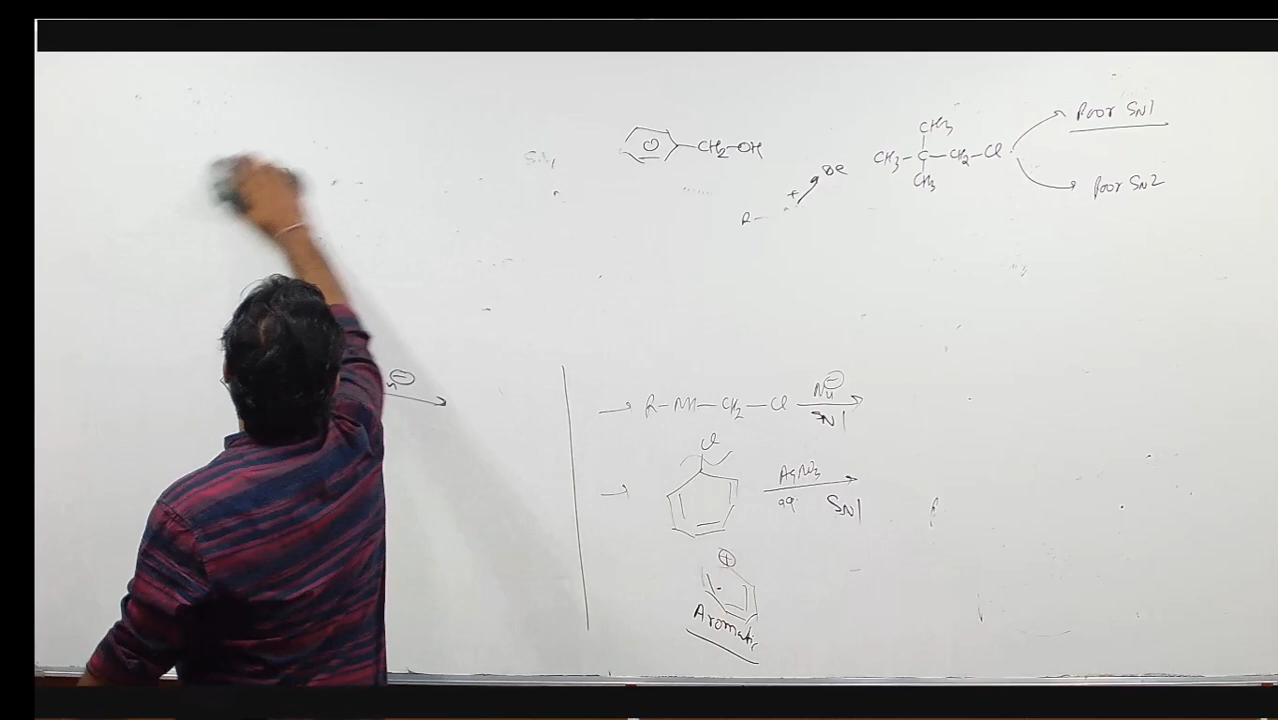 SN1
CH2-OH
R-
+
CH3
CH3-C-CH2-Cl
CH3
Poor SN1
Poor SN2
→ R-NH-CH2-Cl Nu⊖ SN1 →
→ Cl AgNO3 aq. SN1 →
⊕
Aromatic